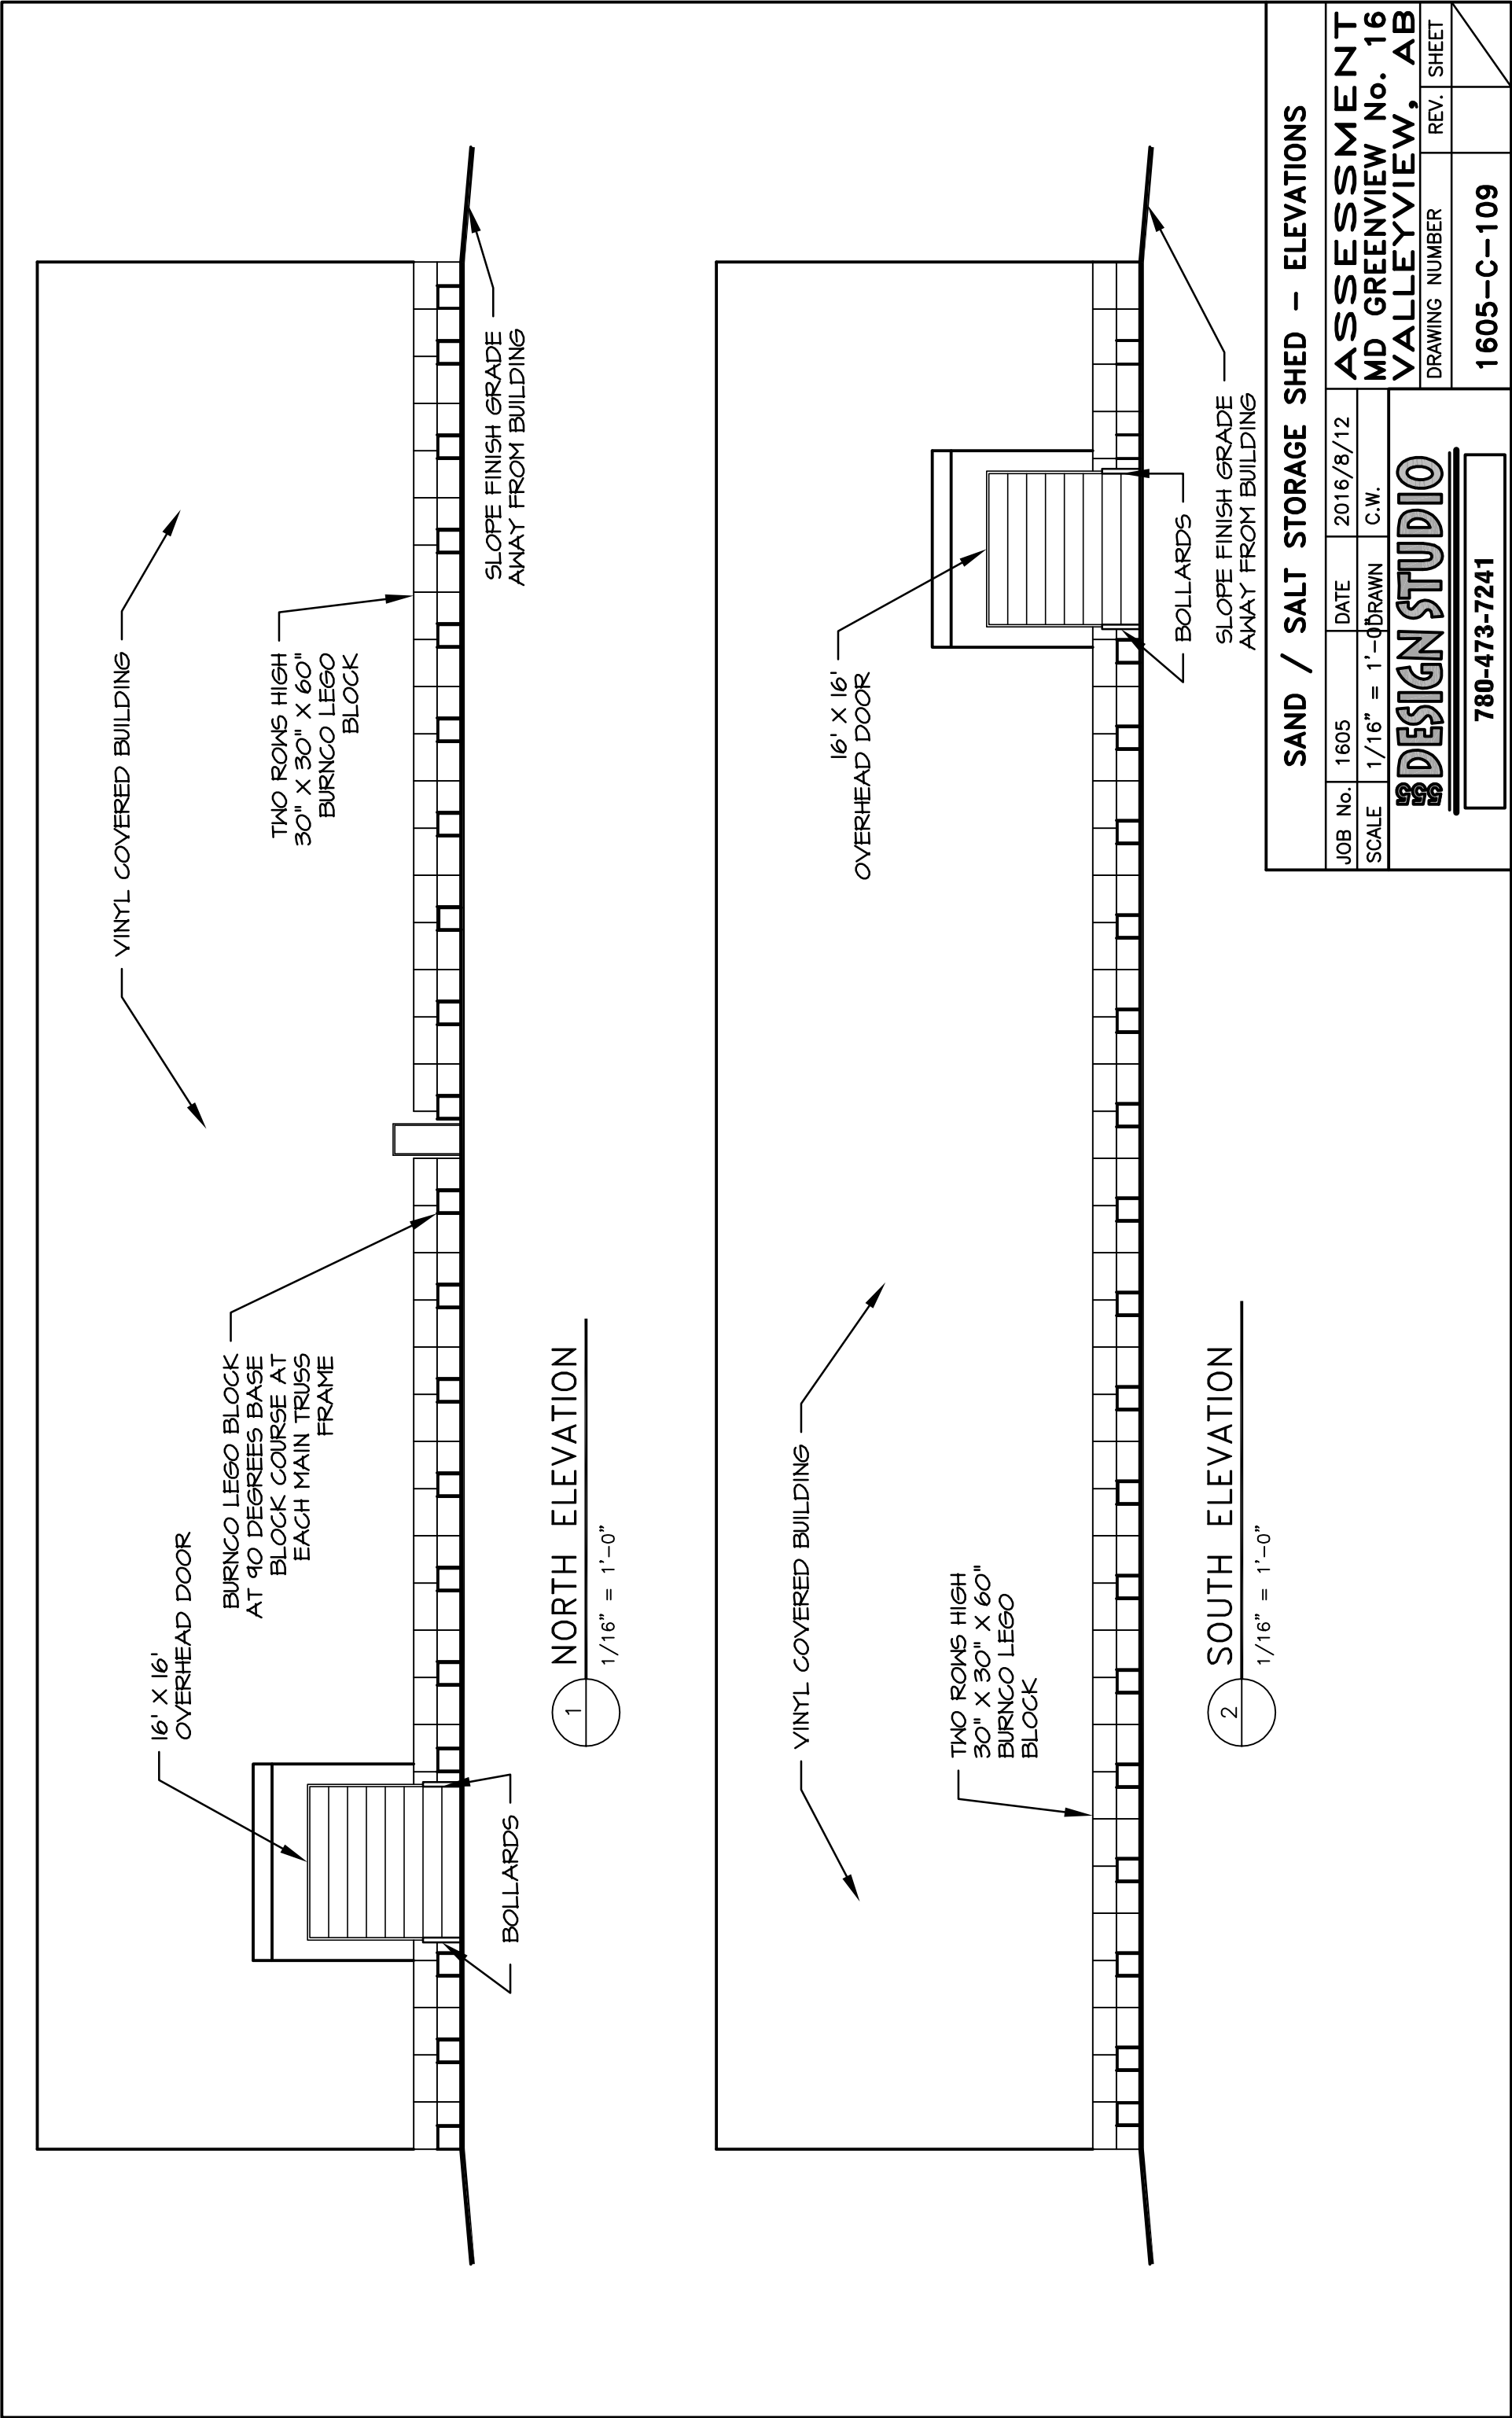 VINYL COVERED BUILDING
16' X 16'
OVERHEAD DOOR
BURNCO LEGO BLOCK
AT 90 DEGREES BASE
BLOCK COURSE AT
EACH MAIN TRUSS
FRAME
TWO ROWS HIGH
30" X 30" X 60"
BURNCO LEGO
BLOCK
BOLLARDS
SLOPE FINISH GRADE
AWAY FROM BUILDING
1
NORTH ELEVATION
1/16" = 1'-0"
VINYL COVERED BUILDING
16' X 16'
OVERHEAD DOOR
TWO ROWS HIGH
30" X 30" X 60"
BURNCO LEGO
BLOCK
BOLLARDS
SLOPE FINISH GRADE
AWAY FROM BUILDING
2
SOUTH ELEVATION
1/16" = 1'-0"
SAND / SALT STORAGE SHED - ELEVATIONS
JOB No. 1605 DATE 2016/8/12
SCALE 1/16" = 1'-0" DRAWN C.W.
ASSESSMENT
MD GREENVIEW No. 16
VALLEYVIEW, AB
DESIGN STUDIO
780-473-7241
DRAWING NUMBER REV. SHEET
1605-C-109